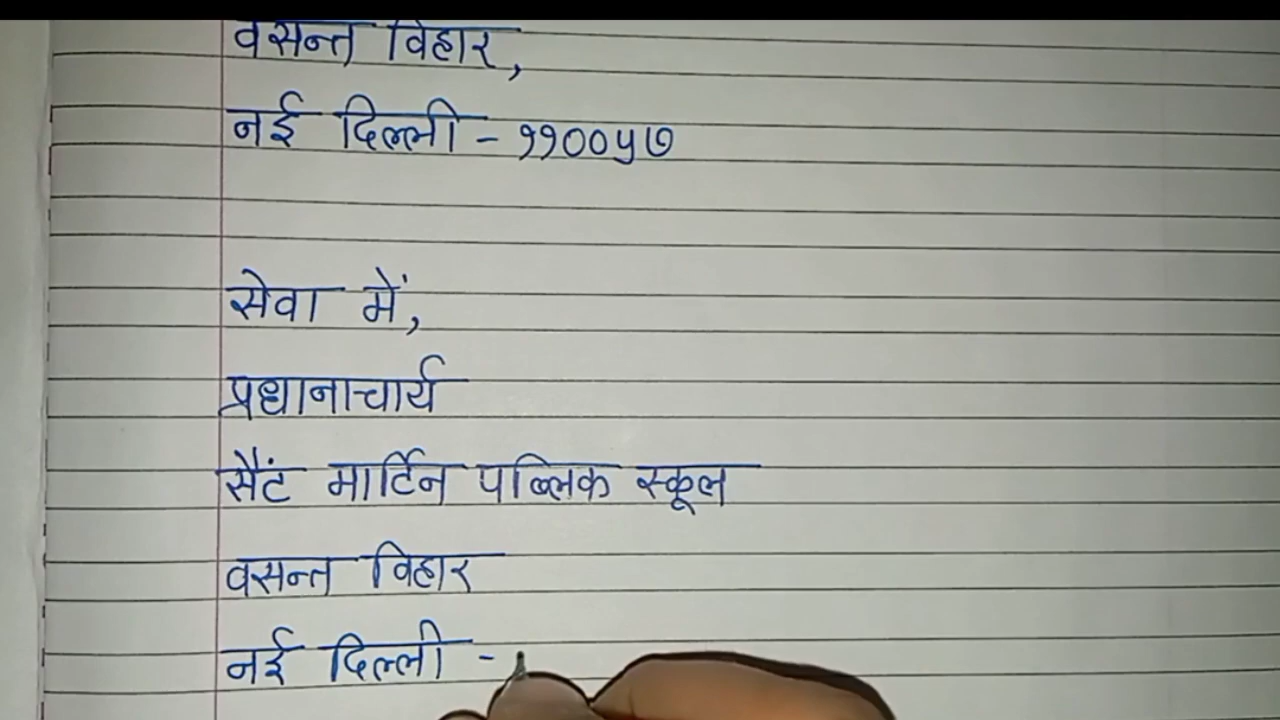 वसन्त विहार,
नई दिल्ली - ११००५७
सेवा में,
प्रधानाचार्य
सैंट मार्टिन पब्लिक स्कूल
वसन्त विहार
नई दिल्ली -